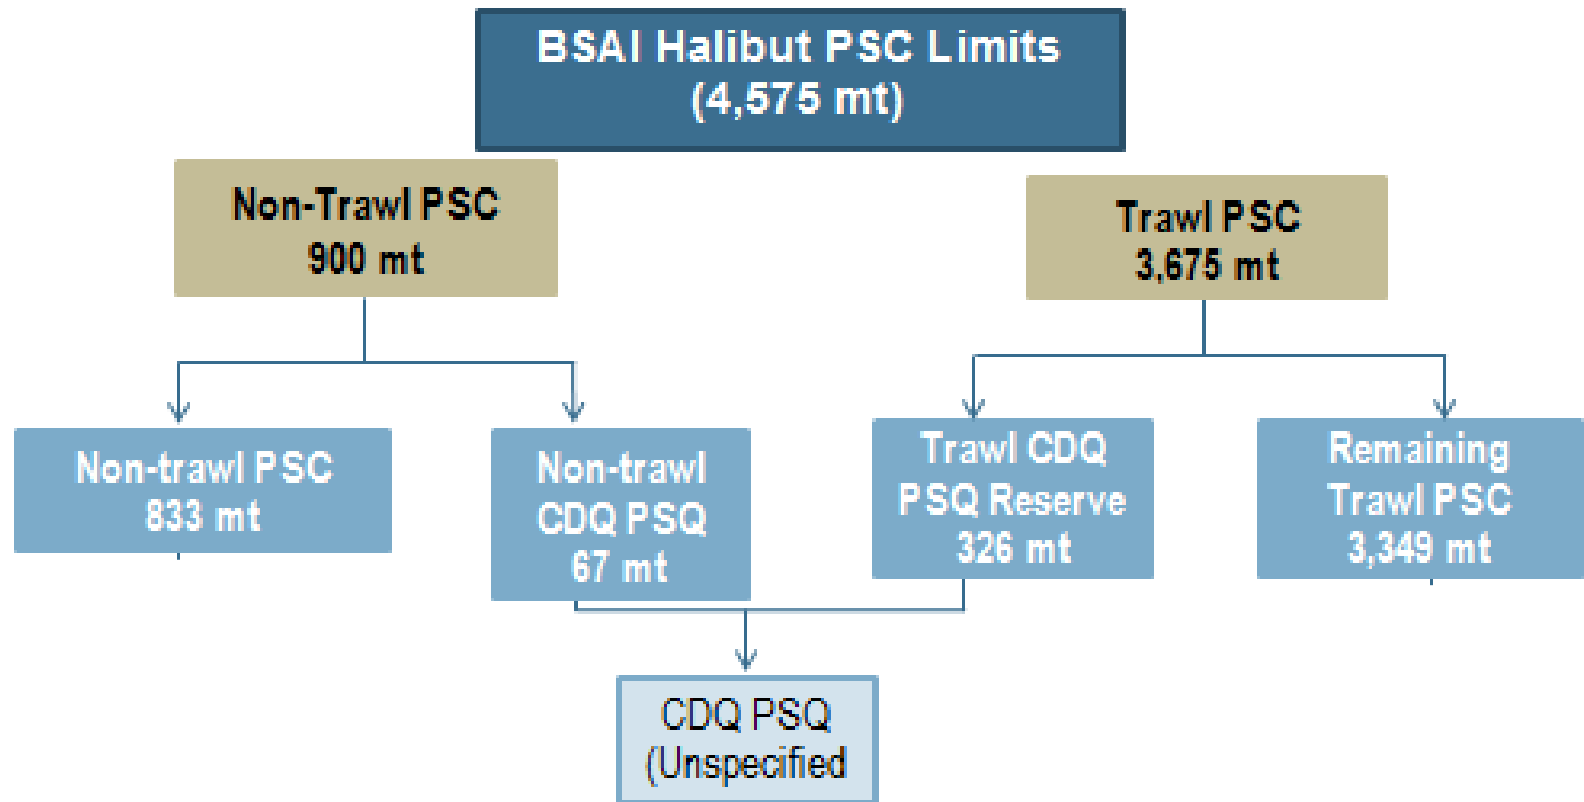 BSAI Halibut PSC Limits
(4,575 mt)
Non-Trawl PSC
900 mt
Trawl PSC
3,675 mt
Non-trawl PSC
833 mt
Non-trawl
CDQ PSQ
67 mt
Trawl CDQ
PSQ Reserve
326 mt
Remaining
Trawl PSC
3,349 mt
CDQ PSQ
(Unspecified